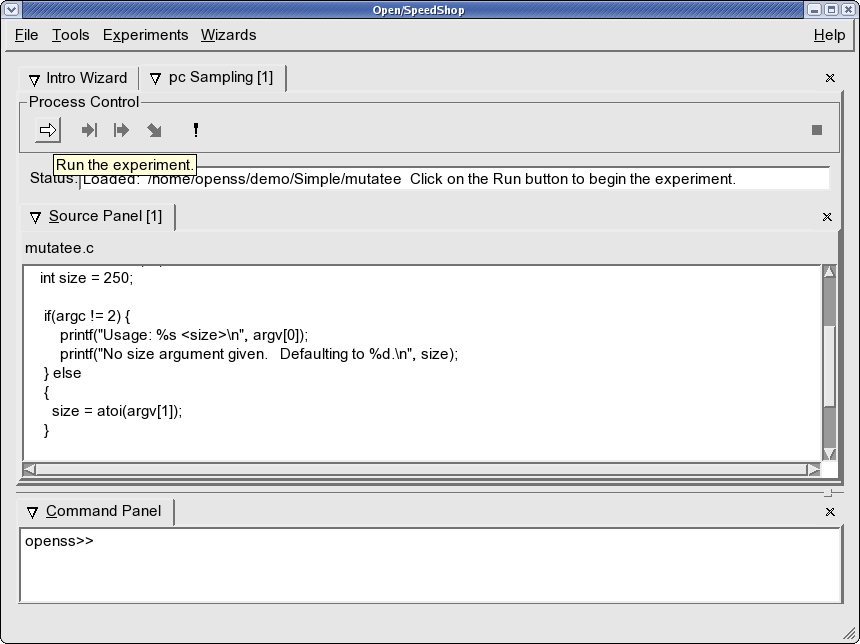 Open/SpeedShop
File Tools Experiments Wizards Help
Intro Wizard pc Sampling [1]
Process Control
Run the experiment.
Status: Loaded: /home/openss/demo/Simple/mutatee Click on the Run button to begin the experiment.
Source Panel [1]
mutatee.c
int size = 250;
if(argc != 2) {
printf("Usage: %s <size>\n", argv[0]);
printf("No size argument given. Defaulting to %d.\n", size);
} else
{
size = atoi(argv[1]);
}
Command Panel
openss>>